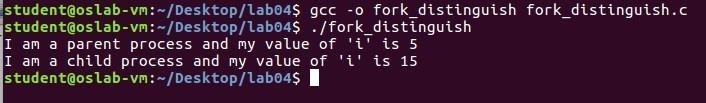 student@oslab-vm:~/Desktop/lab04$ gcc -o fork_distinguish fork_distinguish.c
student@oslab-vm:~/Desktop/lab04$ ./fork_distinguish
I am a parent process and my value of 'i' is 5
I am a child process and my value of 'i' is 15
student@oslab-vm:~/Desktop/lab04$